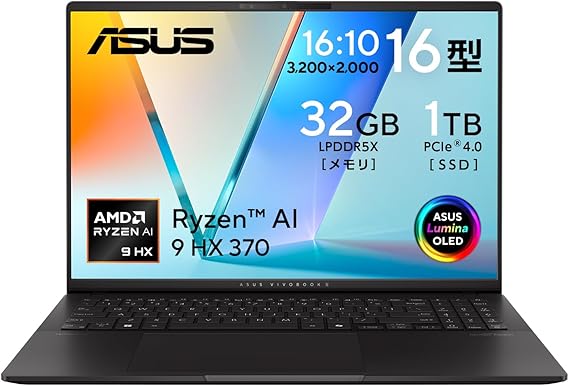 ASUS
16:10 16型
3,200×2,000
32GB 1TB
LPDDR5X PCIe® 4.0
[メモリ] [SSD]
AMD
RYZEN AI
9 HX
Ryzen™ AI
9 HX 370
ASUS
Lumina
OLED
ASUS VIVOBOOK S